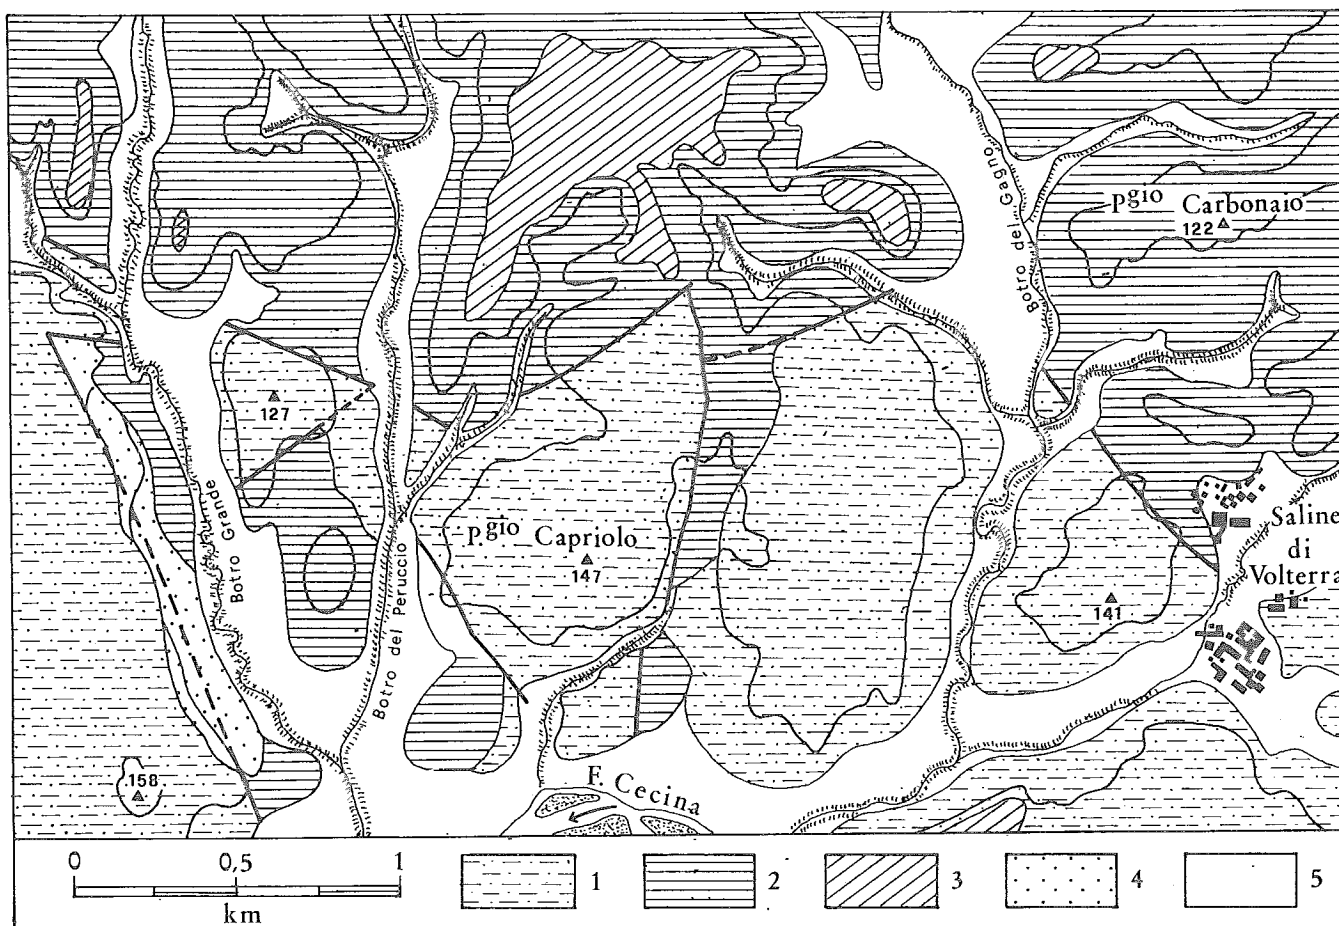 Botro del Gagno
Pgio Carbonaio
122
127
Botro Grande
Pgio Capriolo
147
Botro del Peruccio
Saline
di
Volterra
141
158
F. Cecina
0 0,5 1
km
1 2 3 4 5